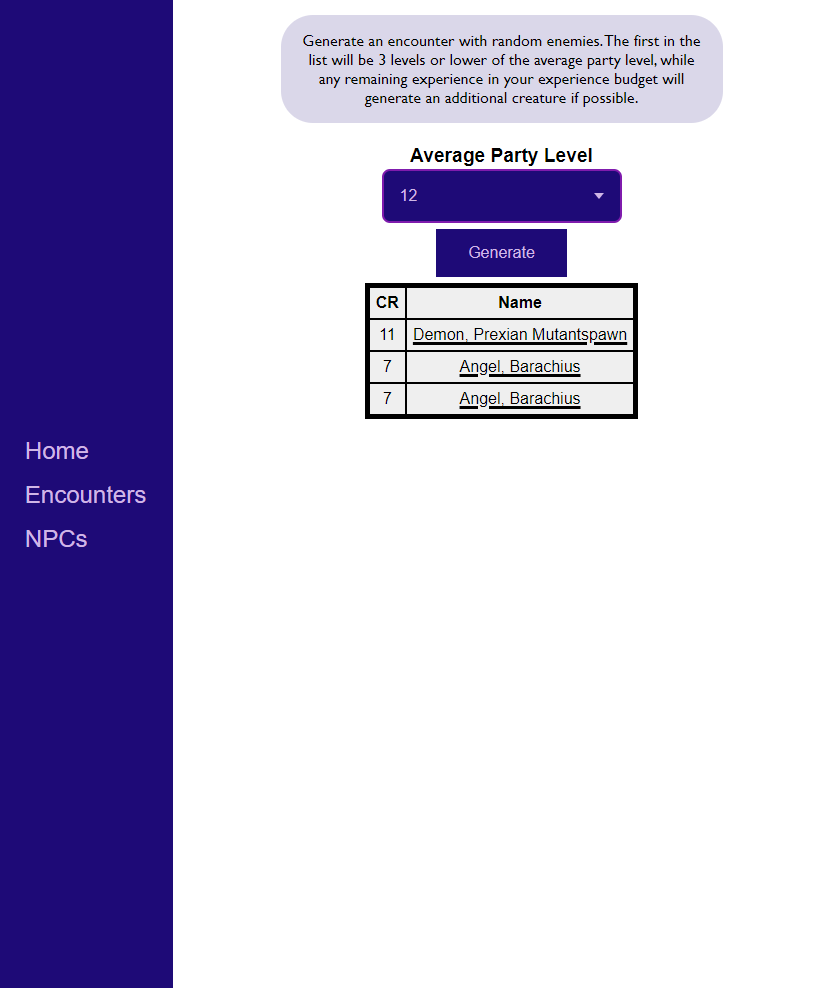 Generate an encounter with random enemies. The first in the
list will be 3 levels or lower of the average party level, while
any remaining experience in your experience budget will
generate an additional creature if possible.
Average Party Level
12
Generate
CR Name
11 Demon, Prexian Mutantspawn
7 Angel, Barachius
7 Angel, Barachius
Home
Encounters
NPCs